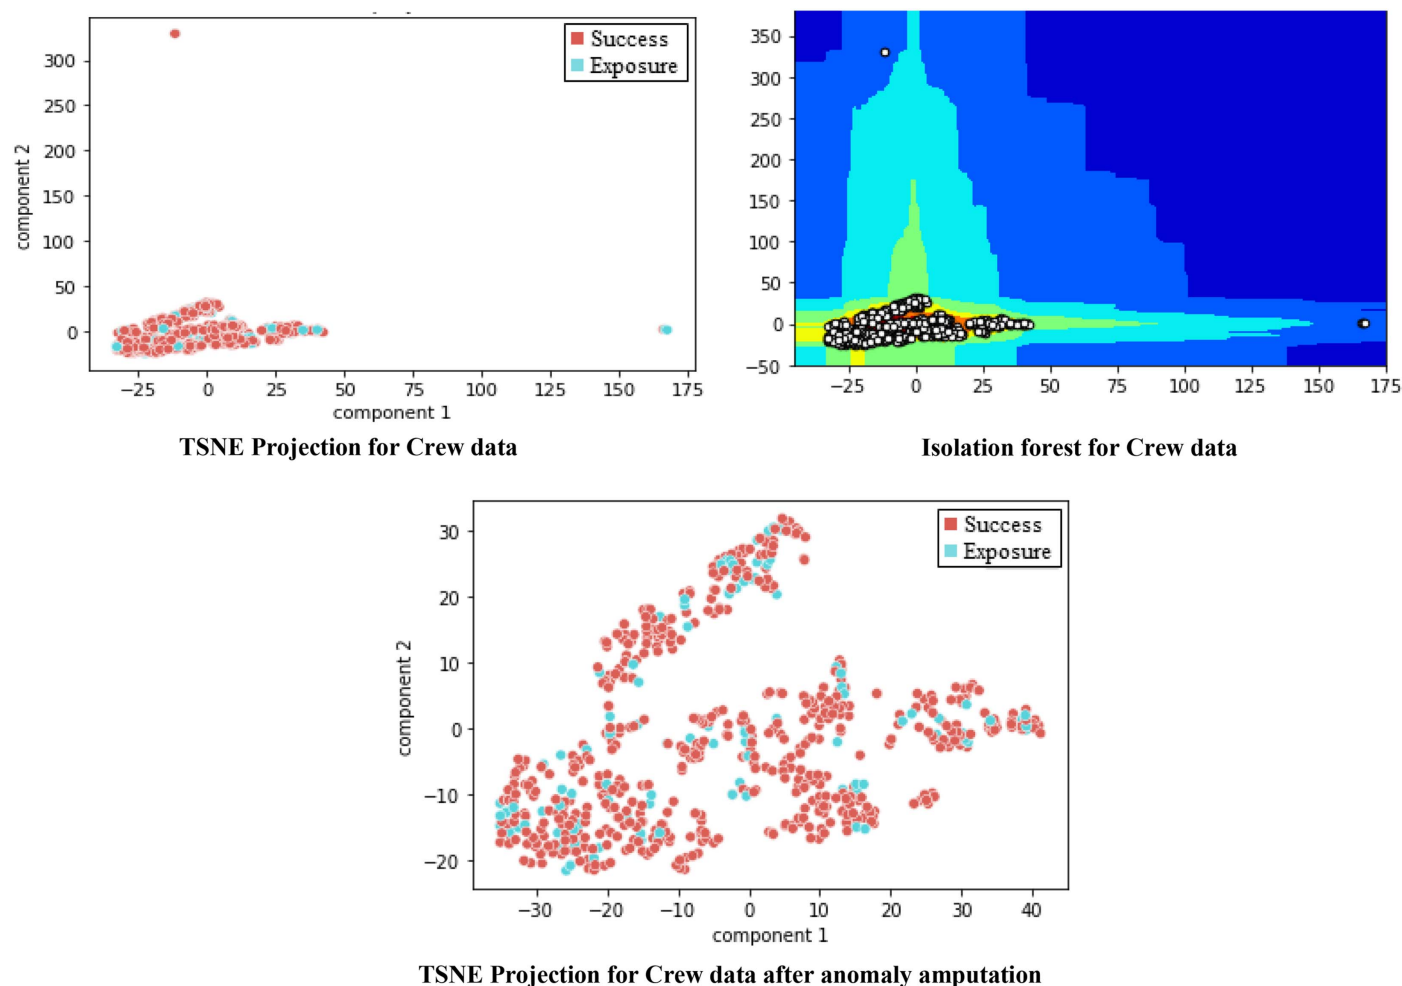 Success
Exposure
300
250
200
150
100
50
0
component 2
−25 0 25 50 75 100 125 150 175
component 1
TSNE Projection for Crew data
350
300
250
200
150
100
50
0
−50
−25 0 25 50 75 100 125 150 175
Isolation forest for Crew data
Success
Exposure
30
20
10
0
−10
−20
component 2
−30 −20 −10 0 10 20 30 40
component 1
TSNE Projection for Crew data after anomaly amputation